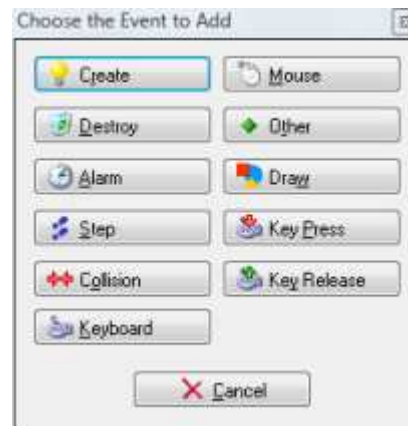 Choose the Event to Add
Create
Mouse
Destroy
Other
Alarm
Draw
Step
Key Press
Collision
Key Release
Keyboard
Cancel